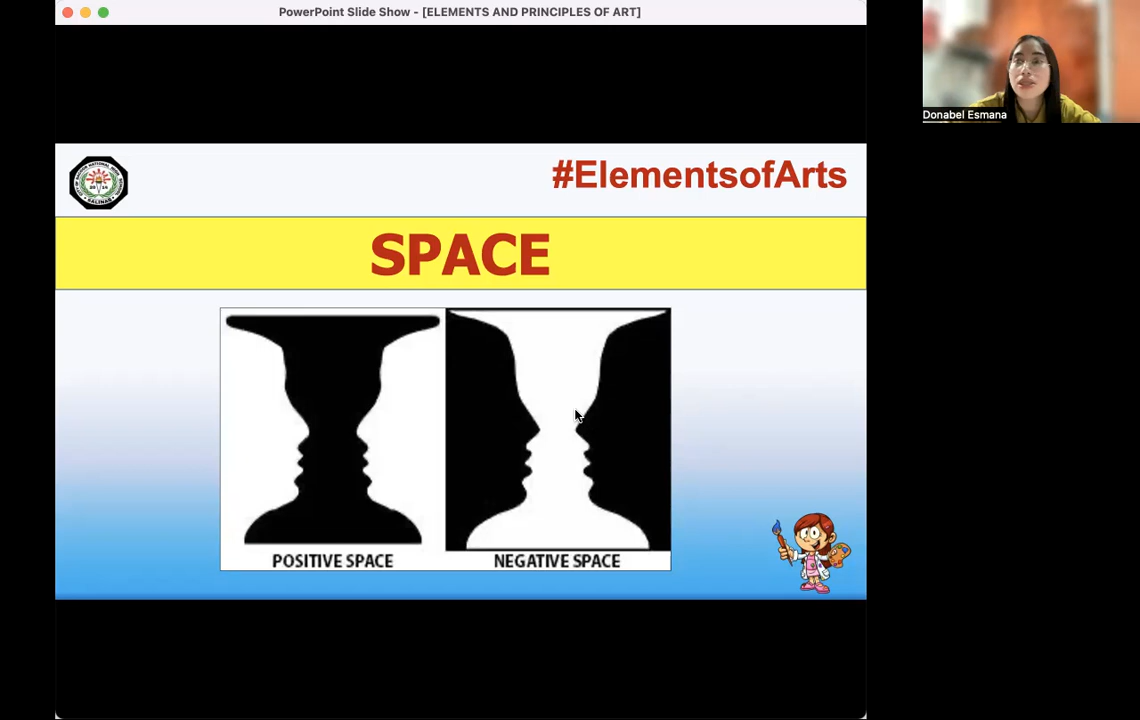 PowerPoint Slide Show - [ELEMENTS AND PRINCIPLES OF ART]
Donabel Esmana
#ElementsofArts
SPACE
POSITIVE SPACE
NEGATIVE SPACE